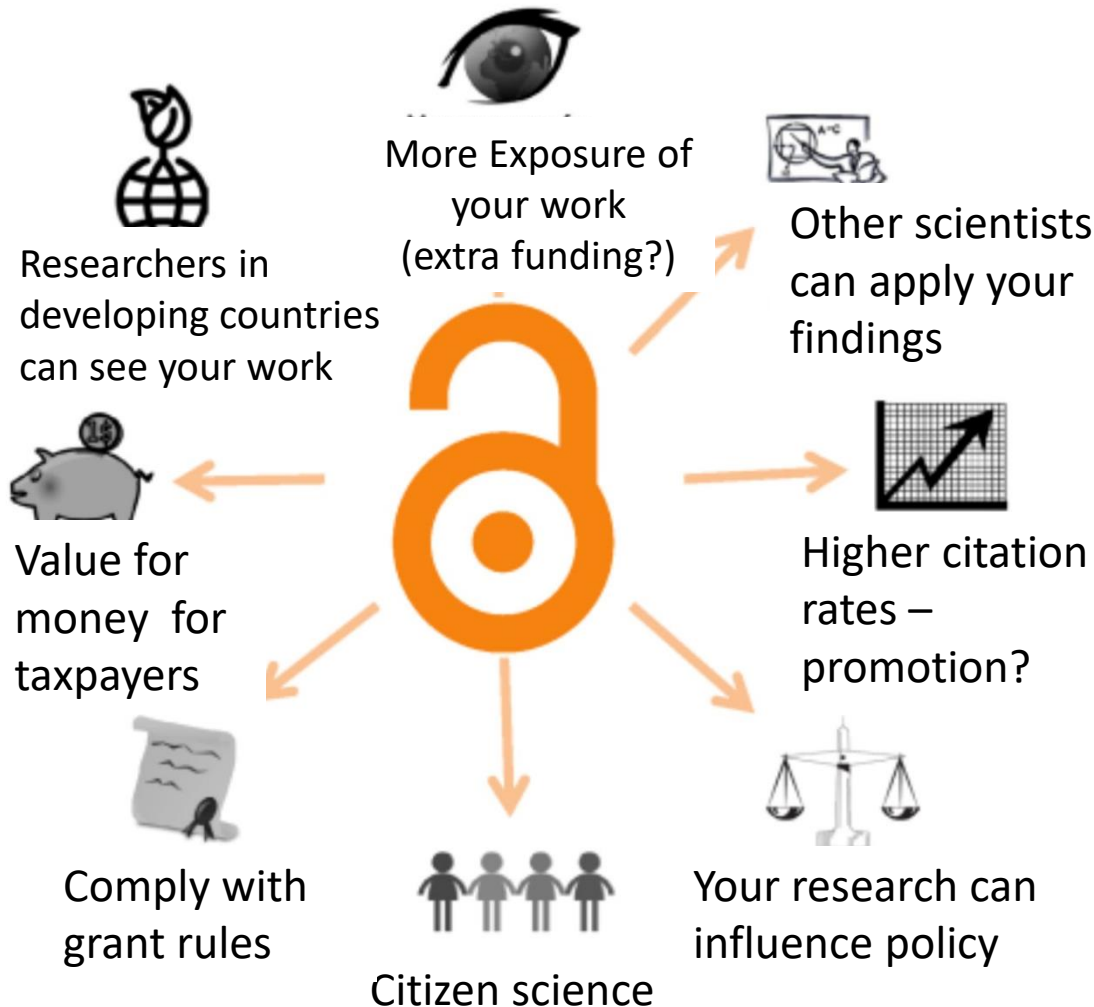 More Exposure of
your work
(extra funding?)
Other scientists
can apply your
findings
Researchers in
developing countries
can see your work
1$
Value for
money for
taxpayers
Higher citation
rates –
promotion?
Comply with
grant rules
Your research can
influence policy
Citizen science